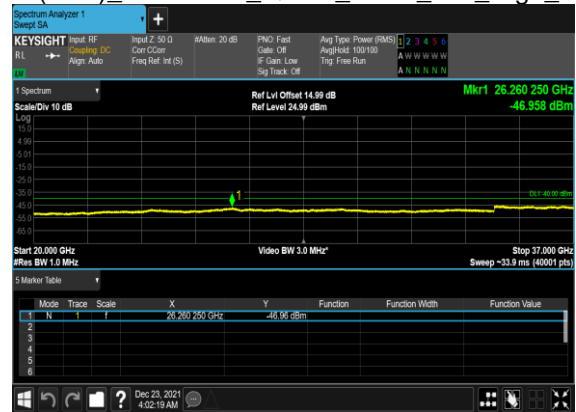 Spectrum Analyzer 1
Swept SA
+
KEYSIGHT Input: RF Input Z: 50 Ω #Atten: 20 dB PNO: Fast Avg Type: Power (RMS) 1 2 3 4 5 6
RL Coupling: DC Corr CCorr Gate: Off Avg|Hold: 100/100 A W W W W W
Align: Auto Freq Ref: Int (S) IF Gain: Low Trig: Free Run
Sig Track: Off A N N N N N
1 Spectrum Ref Lvl Offset 14.99 dB Mkr1 26.260 250 GHz
Scale/Div 10 dB Ref Level 24.99 dBm -46.958 dBm
Log
15.0
4.99
-5.01
-15.0
-25.0
-35.0
1
DL1 -40.00 dBm
-45.0
-55.0
-65.0
Start 20.000 GHz Video BW 3.0 MHz* Stop 37.000 GHz
#Res BW 1.0 MHz Sweep ~33.9 ms (40001 pts)
5 Marker Table
Mode Trace Scale X Y Function Function Width Function Value
1 N 1 f 26.260 250 GHz -46.96 dBm
2
3
4
5
6
? Dec 23, 2021
4:02:19 AM